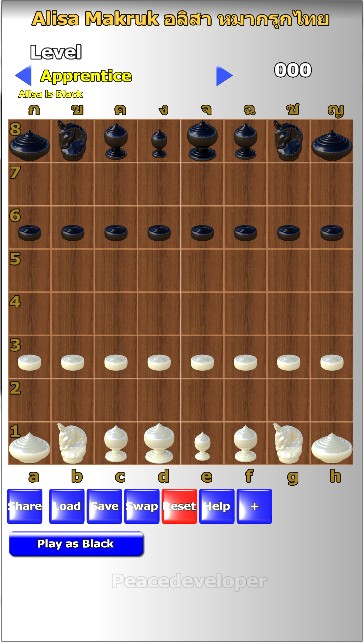 Alisa Makruk อลิสา หมากรุกไทย
Level
Apprentice
000
Alisa is Black
ก ข ค ง จ ฉ ช ญ
8
7
6
5
4
3
2
1
a b c d e f g h
Share Load Save Swap Reset Help +
Play as Black
Peacedeveloper